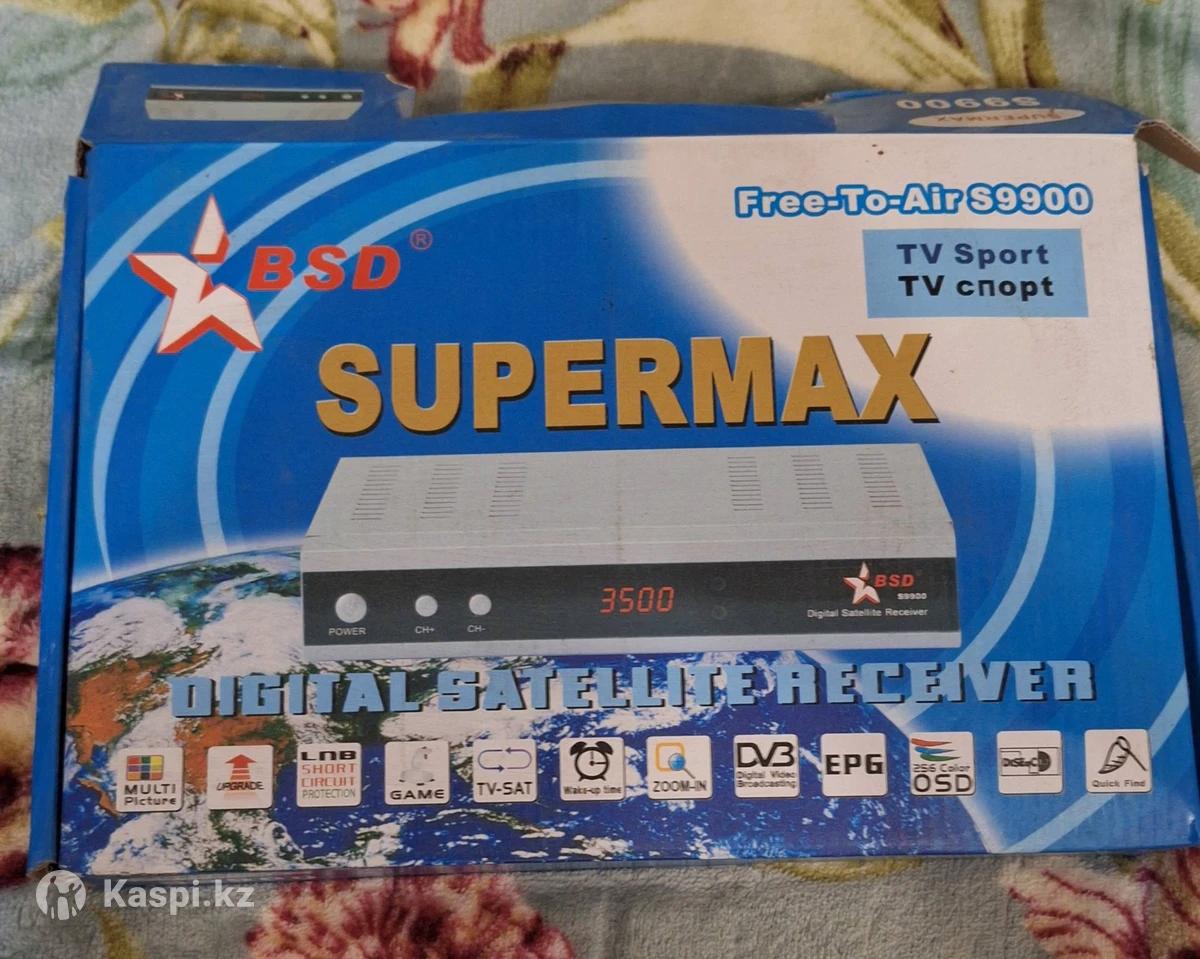 S9900
SUPERMAX
Free-To-Air S9900
BSD®
TV Sport
TV спорt
SUPERMAX
3500
BSD
S9900
Digital Satellite Receiver
POWER
CH+
CH-
DIGITAL SATELLITE RECEIVER
MULTI
Picture
UPGRADE
LNB
SHORT
CIRCUIT
PROTECTION
GAME
TV-SAT
Wake-up time
ZOOM-IN
DVB
Digital Video
Broadcasting
EPG
256 Color
OSD
DiSEqC
Quick Find
Kaspi.kz